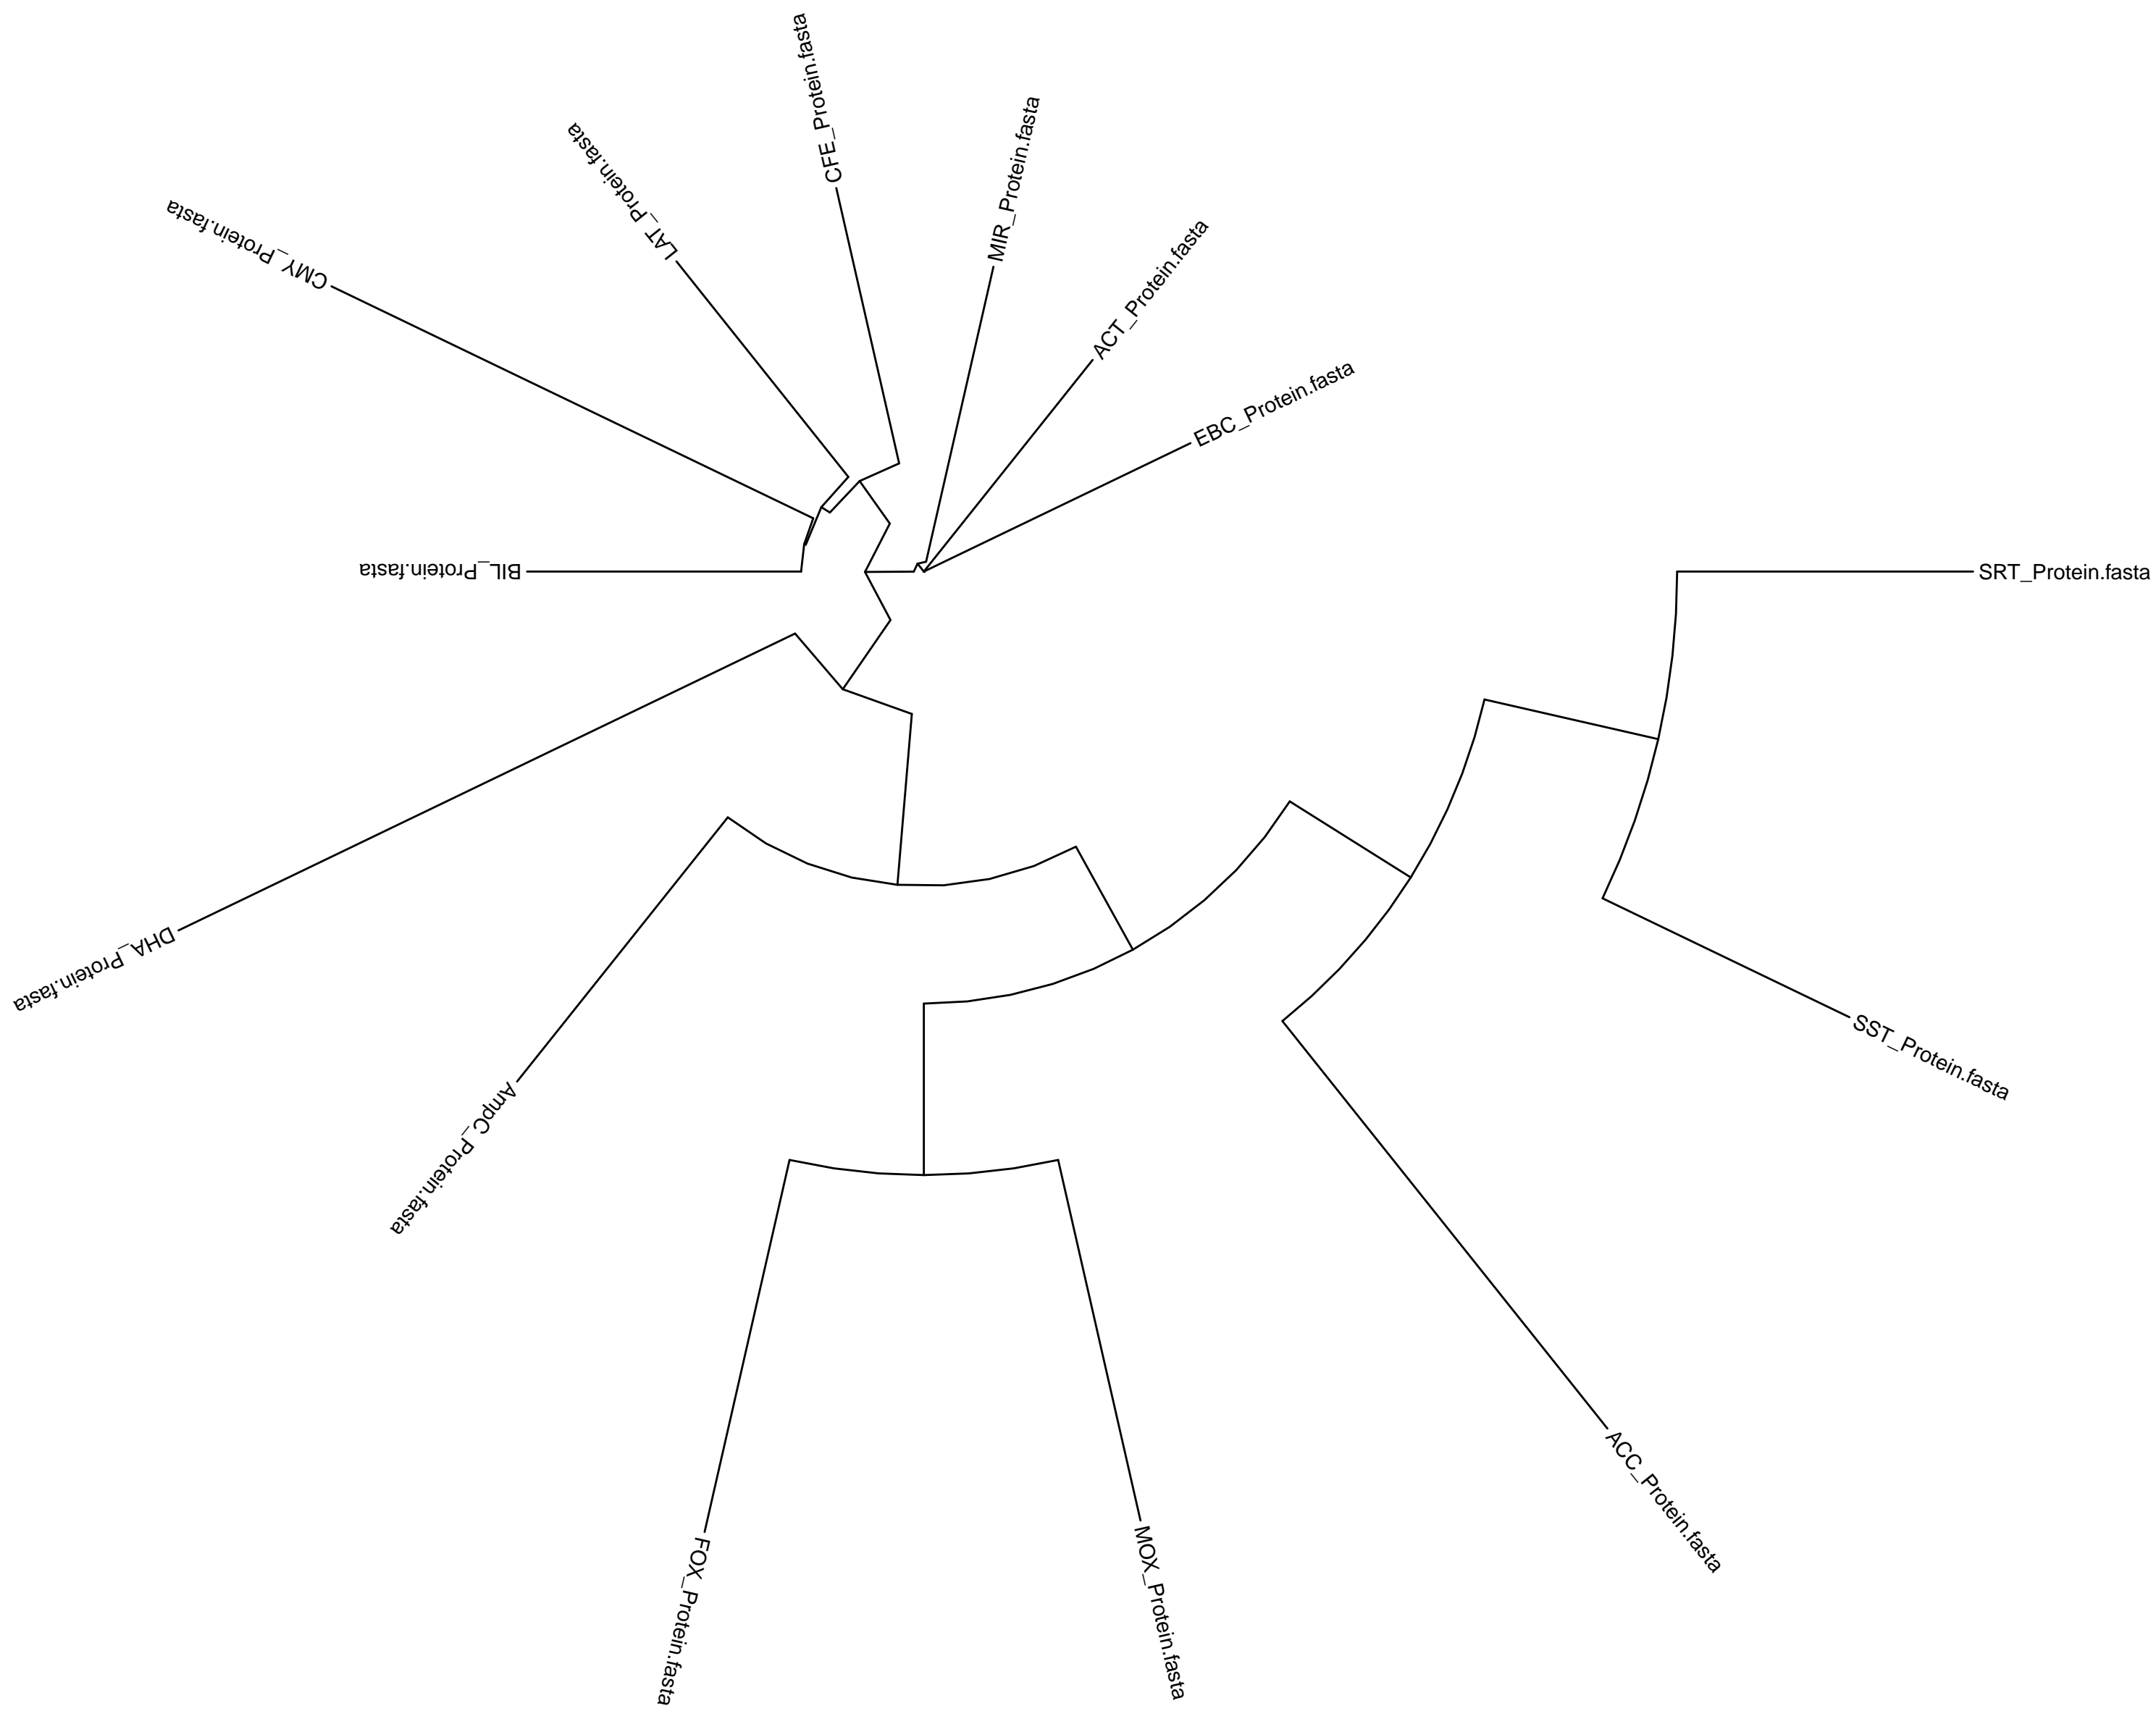 CFE_Protein.fasta
MIR_Protein.fasta
LAT_Protein.fasta
CMY_Protein.fasta
ACT_Protein.fasta
EBC_Protein.fasta
BIL_Protein.fasta
SRT_Protein.fasta
DHA_Protein.fasta
SST_Protein.fasta
AmpC_Protein.fasta
ACC_Protein.fasta
FOX_Protein.fasta
MOX_Protein.fasta